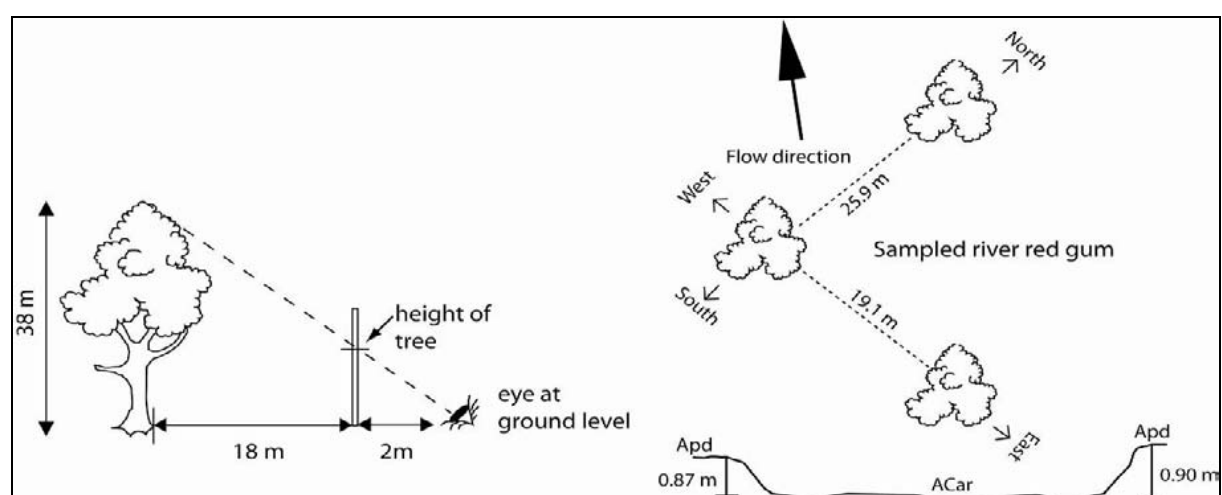 38 m
height of
tree
eye at
ground level
18 m
2m
Flow direction
North
West
South
East
25.9 m
19.1 m
Sampled river red gum
Apd
0.87 m
ACar
Apd
0.90 m